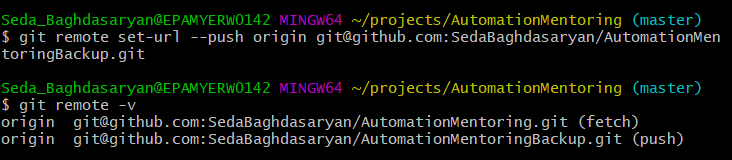 Seda_Baghdasaryan@EPAMYERW0142 MINGW64 ~/projects/AutomationMentoring (master)
$ git remote set-url --push origin git@github.com:SedaBaghdasaryan/AutomationMen
toringBackup.git
Seda_Baghdasaryan@EPAMYERW0142 MINGW64 ~/projects/AutomationMentoring (master)
$ git remote -v
origin  git@github.com:SedaBaghdasaryan/AutomationMentoring.git (fetch)
origin  git@github.com:SedaBaghdasaryan/AutomationMentoringBackup.git (push)